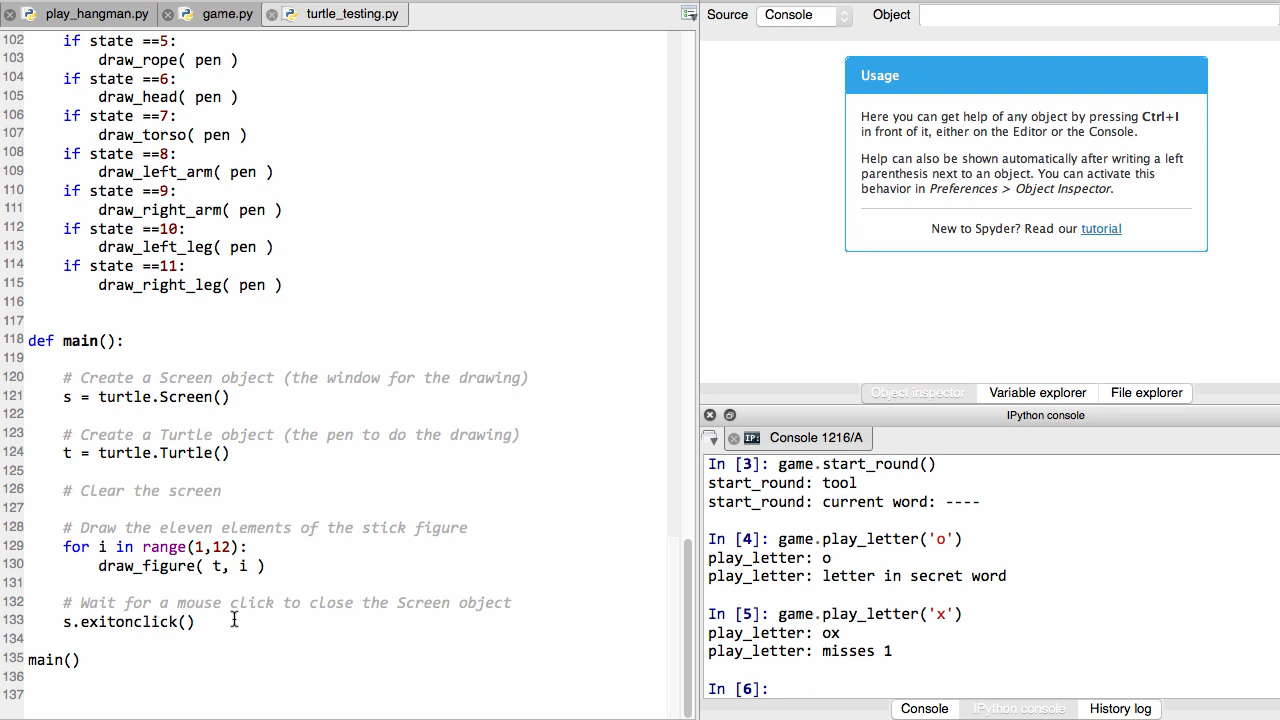 play_hangman.py game.py turtle_testing.py
102 if state ==5:
103 draw_rope( pen )
104 if state ==6:
105 draw_head( pen )
106 if state ==7:
107 draw_torso( pen )
108 if state ==8:
109 draw_left_arm( pen )
110 if state ==9:
111 draw_right_arm( pen )
112 if state ==10:
113 draw_left_leg( pen )
114 if state ==11:
115 draw_right_leg( pen )
116
117
118 def main():
119
120 # Create a Screen object (the window for the drawing)
121 s = turtle.Screen()
122
123 # Create a Turtle object (the pen to do the drawing)
124 t = turtle.Turtle()
125
126 # Clear the screen
127
128 # Draw the eleven elements of the stick figure
129 for i in range(1,12):
130 draw_figure( t, i )
131
132 # Wait for a mouse click to close the Screen object
133 s.exitonclick()
134
135 main()
136
137
Source Console Object
Usage
Here you can get help of any object by pressing Ctrl+I
in front of it, either on the Editor or the Console.
Help can also be shown automatically after writing a left
parenthesis next to an object. You can activate this
behavior in Preferences > Object Inspector.
New to Spyder? Read our tutorial
Object inspector Variable explorer File explorer
IPython console
IP: Console 1216/A
In [3]: game.start_round()
start_round: tool
start_round: current word: ----
In [4]: game.play_letter('o')
play_letter: o
play_letter: letter in secret word
In [5]: game.play_letter('x')
play_letter: ox
play_letter: misses 1
In [6]:
Console IPython console History log